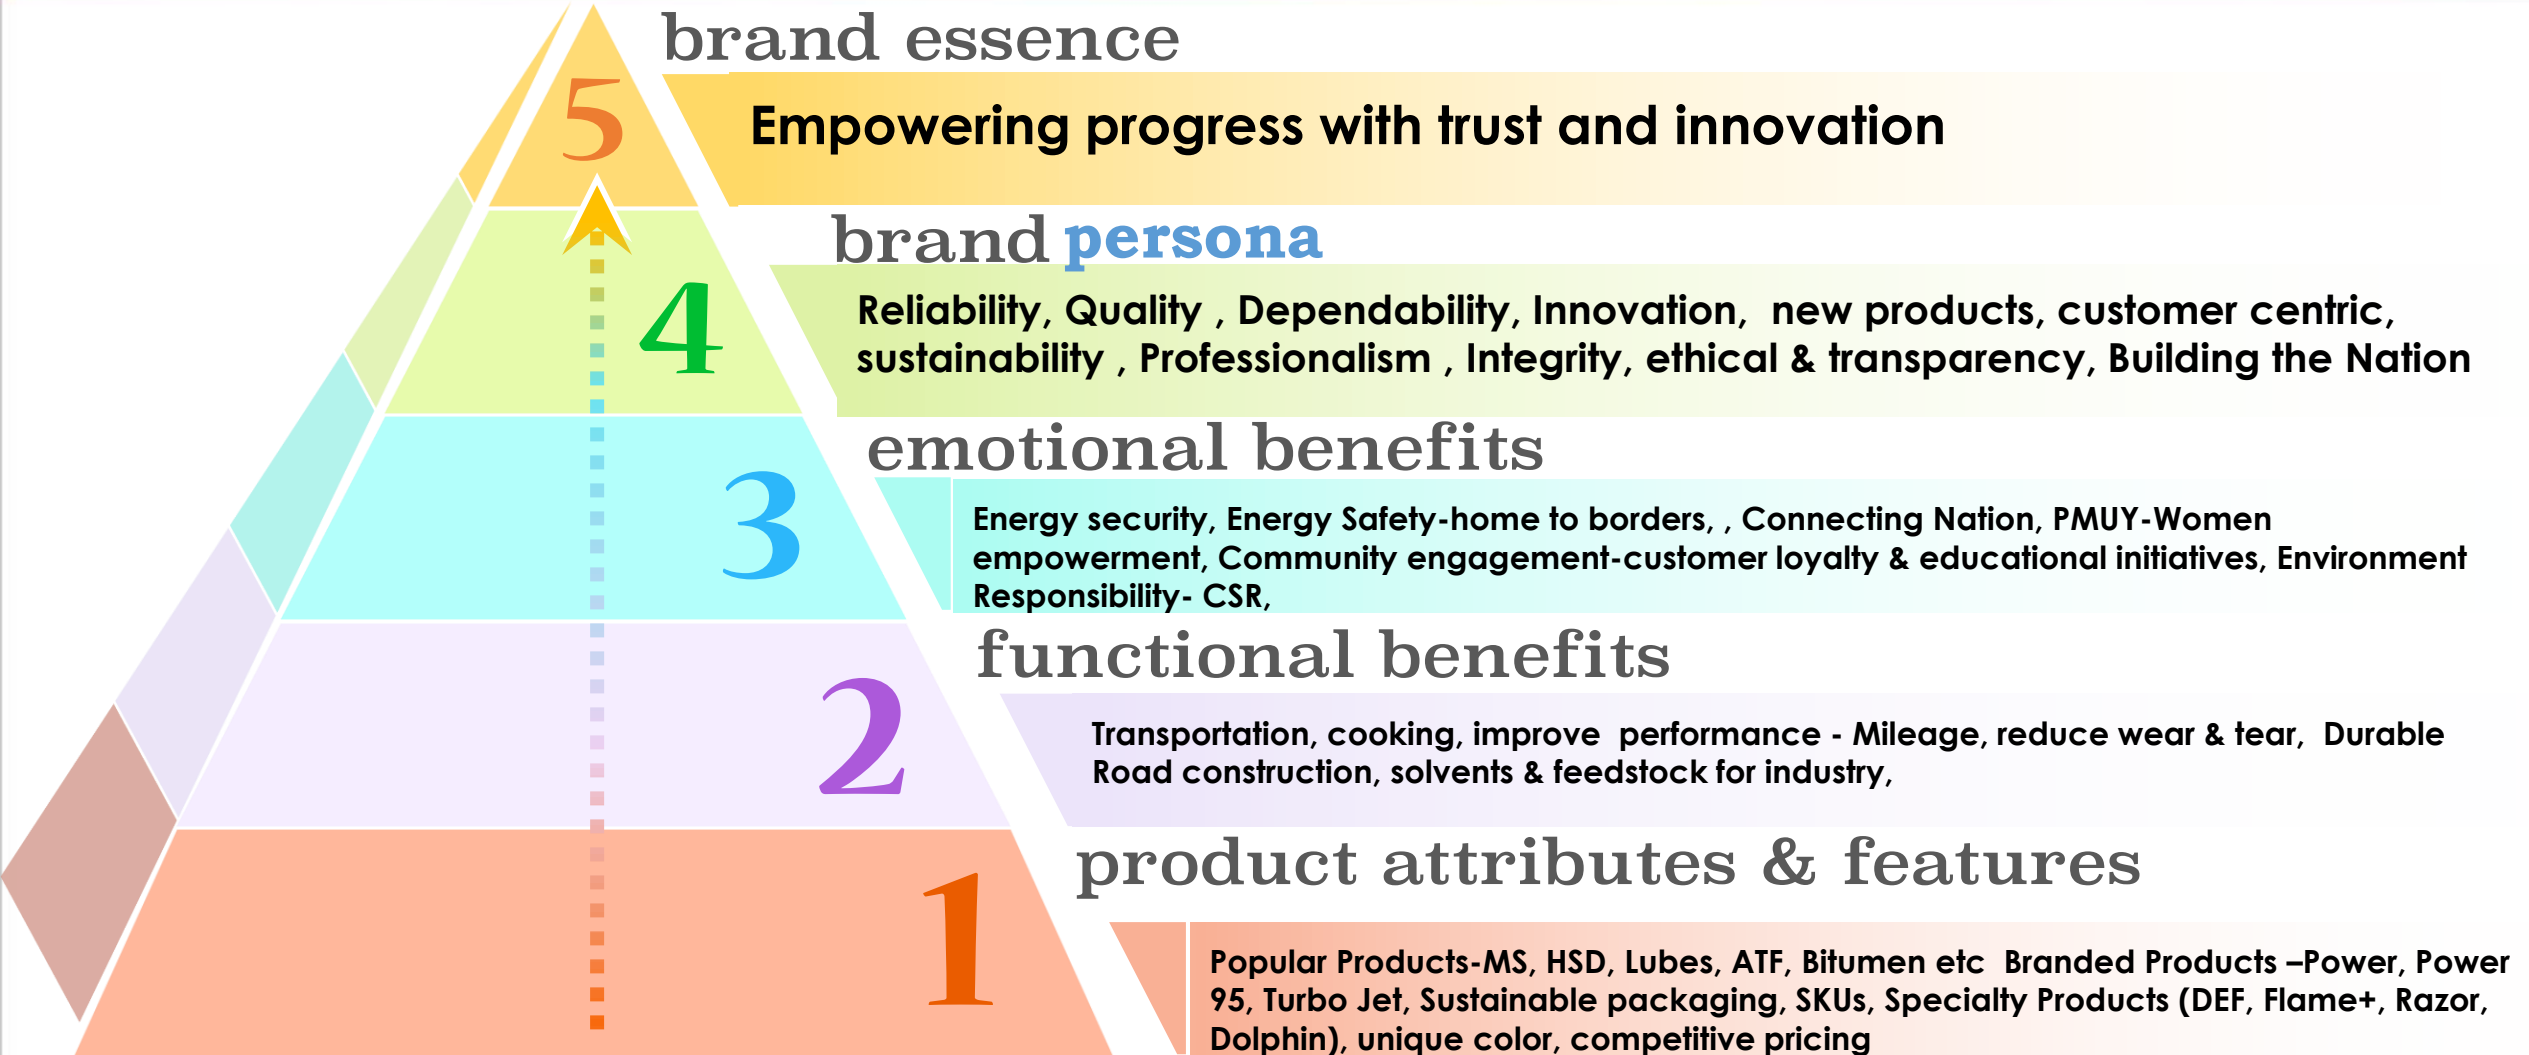 brand essence
5
Empowering progress with trust and innovation
brand persona
4
Reliability, Quality , Dependability, Innovation, new products, customer centric,
sustainability , Professionalism , Integrity, ethical & transparency, Building the Nation
emotional benefits
3
Energy security, Energy Safety-home to borders, , Connecting Nation, PMUY-Women
empowerment, Community engagement-customer loyalty & educational initiatives, Environment
Responsibility- CSR,
functional benefits
2
Transportation, cooking, improve performance - Mileage, reduce wear & tear, Durable
Road construction, solvents & feedstock for industry,
product attributes & features
1
Popular Products-MS, HSD, Lubes, ATF, Bitumen etc Branded Products –Power, Power
95, Turbo Jet, Sustainable packaging, SKUs, Specialty Products (DEF, Flame+, Razor,
Dolphin), unique color, competitive pricing